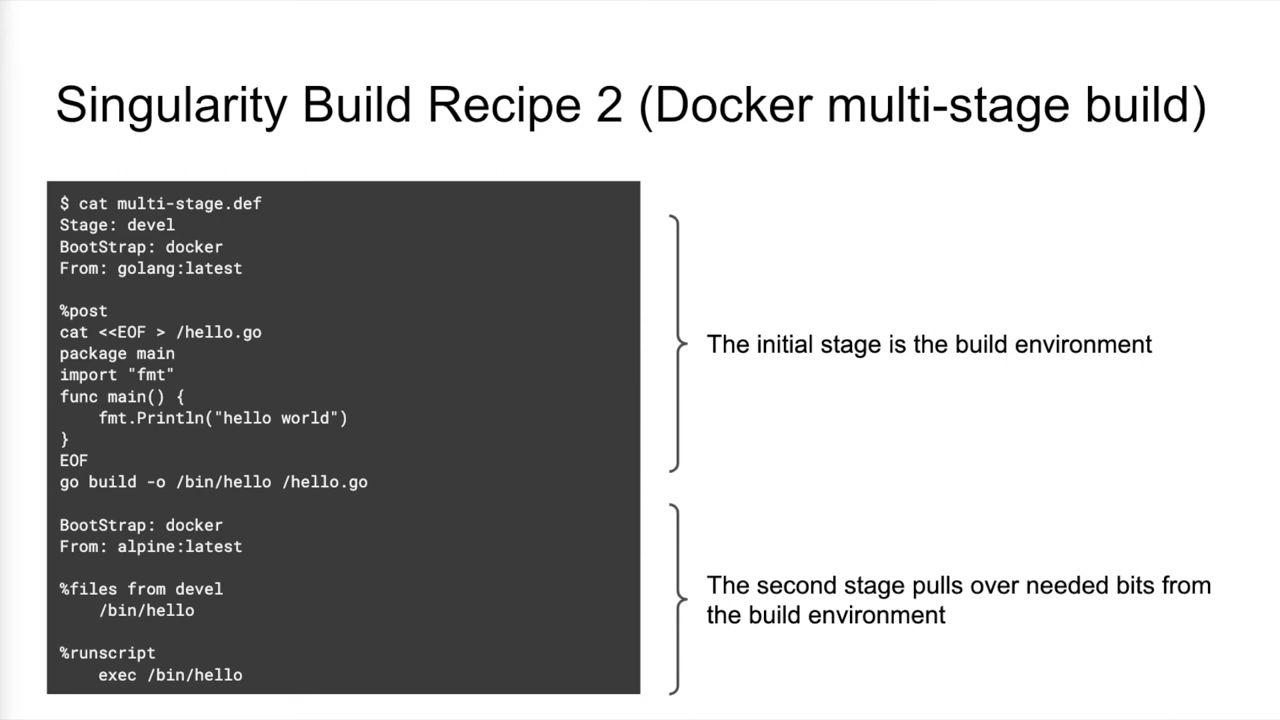 Singularity Build Recipe 2 (Docker multi-stage build)
$ cat multi-stage.def
Stage: devel
BootStrap: docker
From: golang:latest
%post
cat <<EOF > /hello.go
package main
import "fmt"
func main() {
    fmt.Println("hello world")
}
EOF
go build -o /bin/hello /hello.go
BootStrap: docker
From: alpine:latest
%files from devel
    /bin/hello
%runscript
    exec /bin/hello
The initial stage is the build environment
The second stage pulls over needed bits from
the build environment